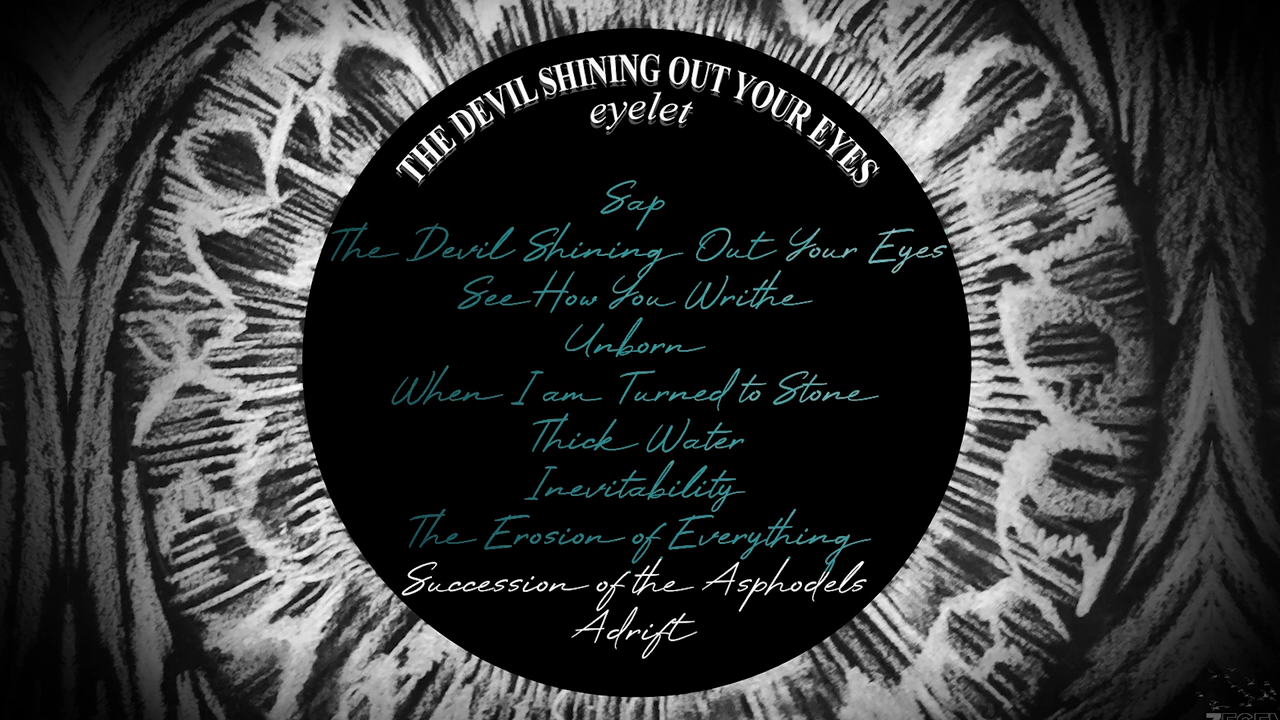 THE DEVIL SHINING OUT YOUR EYES
eyelet
Sap
The Devil Shining Out Your Eyes
See How You Writhe
Unborn
When I am Turned to Stone
Thick Water
Inevitability
The Erosion of Everything
Succession of the Asphodels
Adrift